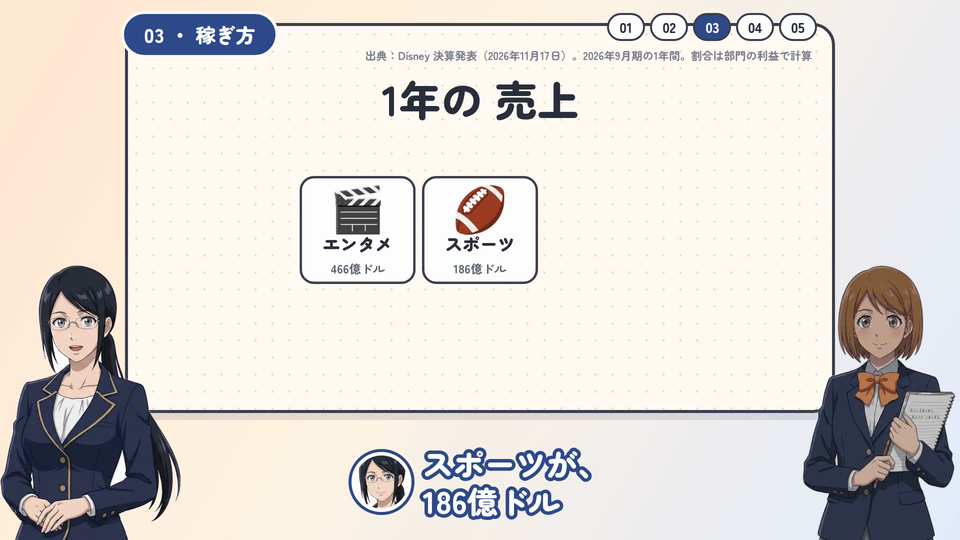 03 ・ 稼ぎ方
01 02 03 04 05
出典：Disney 決算発表（2026年11月17日）。2026年9月期の1年間。割合は部門の利益で計算
1年の 売上
エンタメ
466億ドル
スポーツ
186億ドル
スポーツが、
186億ドル